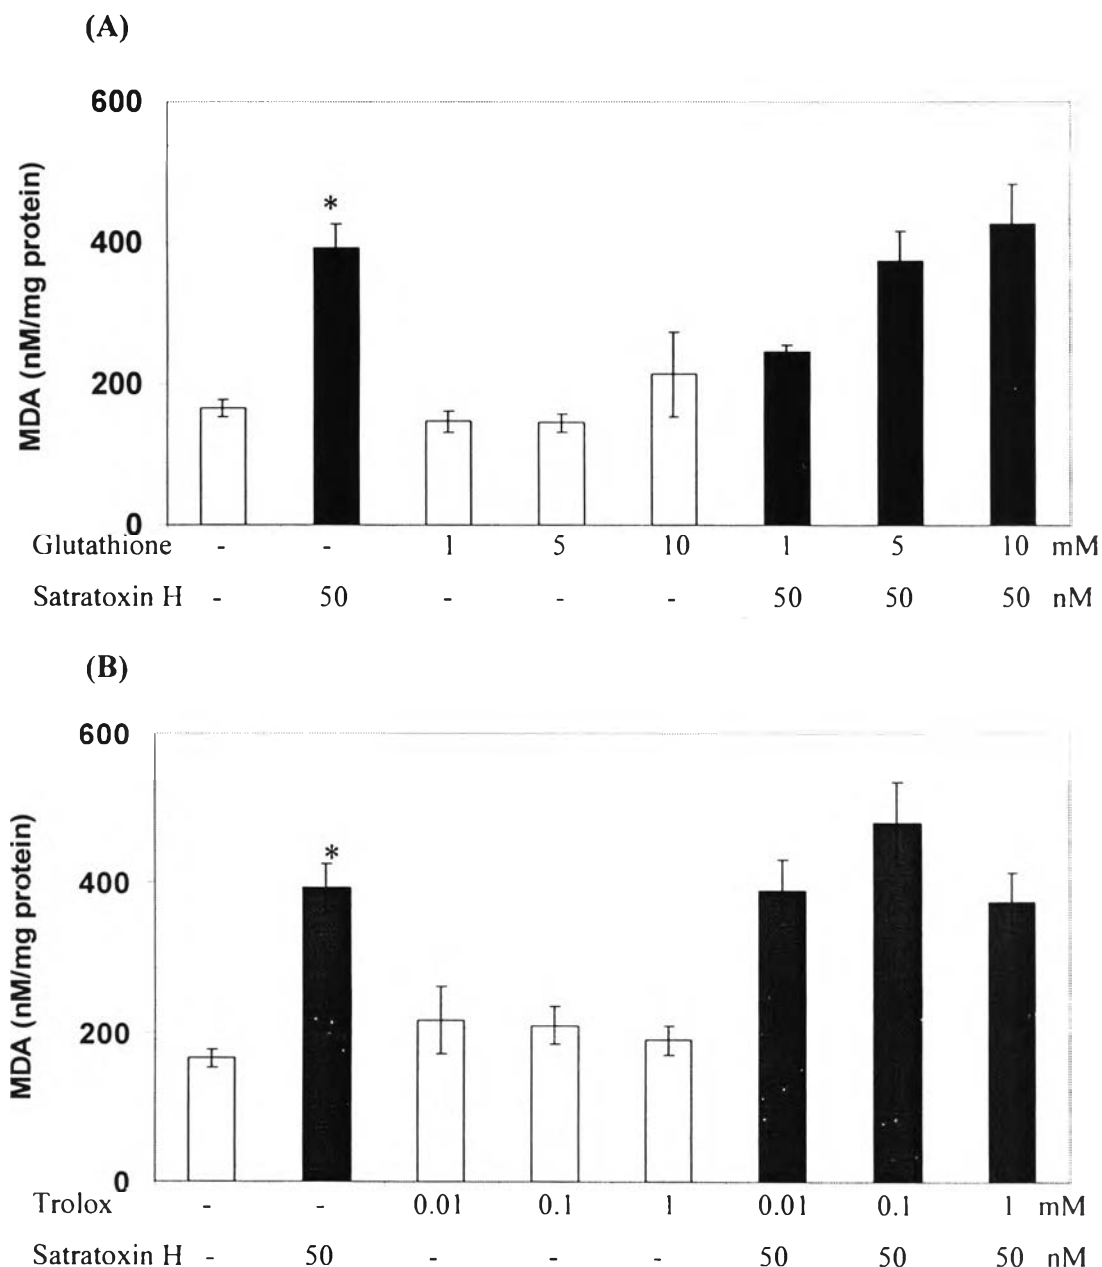 (A)
600
400
200
0
MDA (nM/mg protein)
*
Glutathione - - 1 5 10 1 5 10 mM
Satratoxin H - 50 - - - 50 50 50 nM
(B)
600
400
200
0
MDA (nM/mg protein)
*
Trolox - - 0.01 0.1 1 0.01 0.1 1 mM
Satratoxin H - 50 - - - 50 50 50 nM